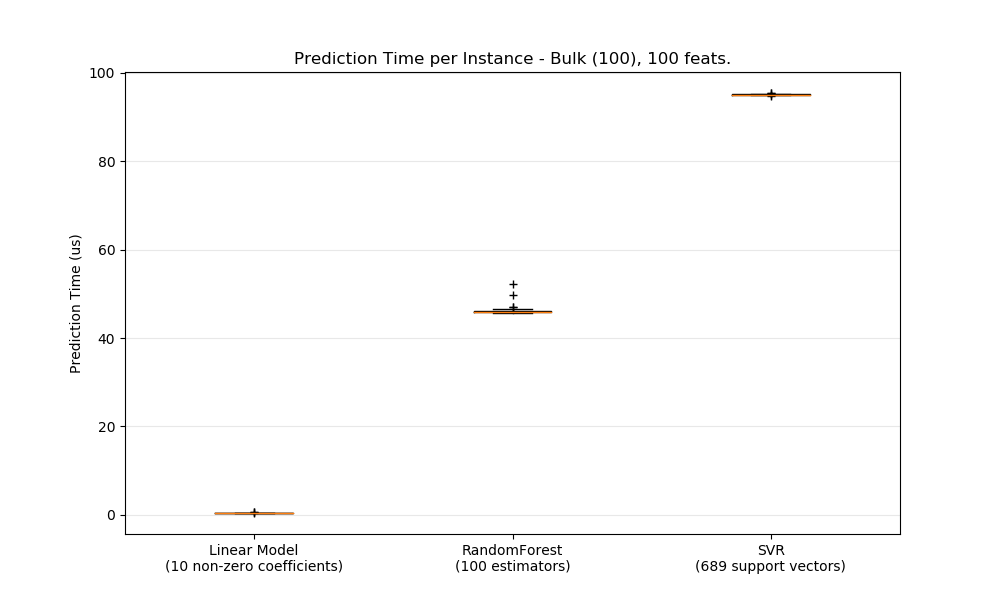 Prediction Time per Instance - Bulk (100), 100 feats.
100
80
60
40
20
0
Prediction Time (us)
Linear Model
(10 non-zero coefficients)
RandomForest
(100 estimators)
SVR
(689 support vectors)